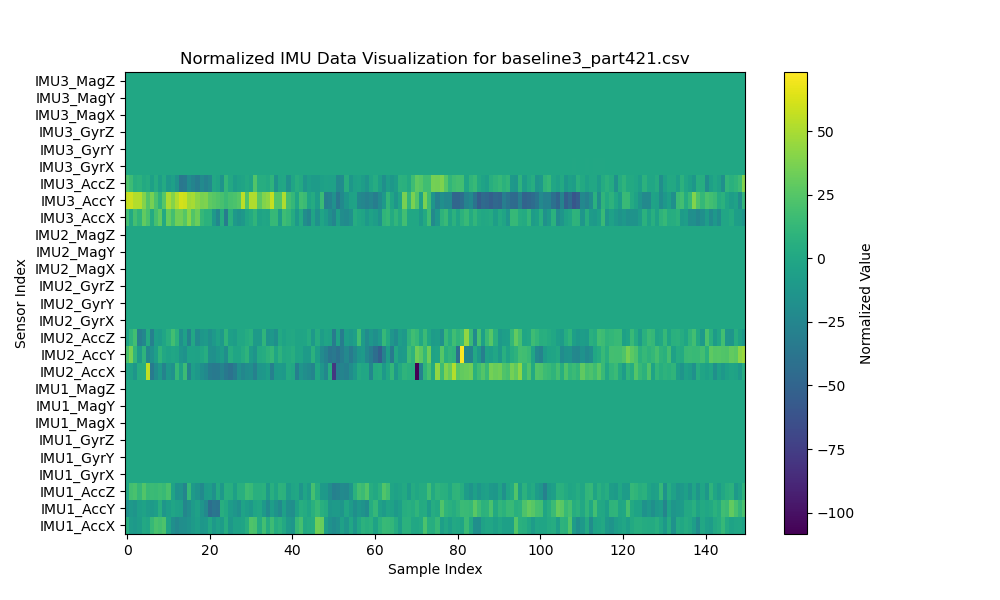 Normalized IMU Data Visualization for baseline3_part421.csv
IMU3_MagZ
IMU3_MagY
IMU3_MagX
IMU3_GyrZ
IMU3_GyrY
IMU3_GyrX
IMU3_AccZ
IMU3_AccY
IMU3_AccX
IMU2_MagZ
IMU2_MagY
IMU2_MagX
IMU2_GyrZ
IMU2_GyrY
IMU2_GyrX
IMU2_AccZ
IMU2_AccY
IMU2_AccX
IMU1_MagZ
IMU1_MagY
IMU1_MagX
IMU1_GyrZ
IMU1_GyrY
IMU1_GyrX
IMU1_AccZ
IMU1_AccY
IMU1_AccX
Sensor Index
0 20 40 60 80 100 120 140
Sample Index
50
25
0
−25
−50
−75
−100
Normalized Value